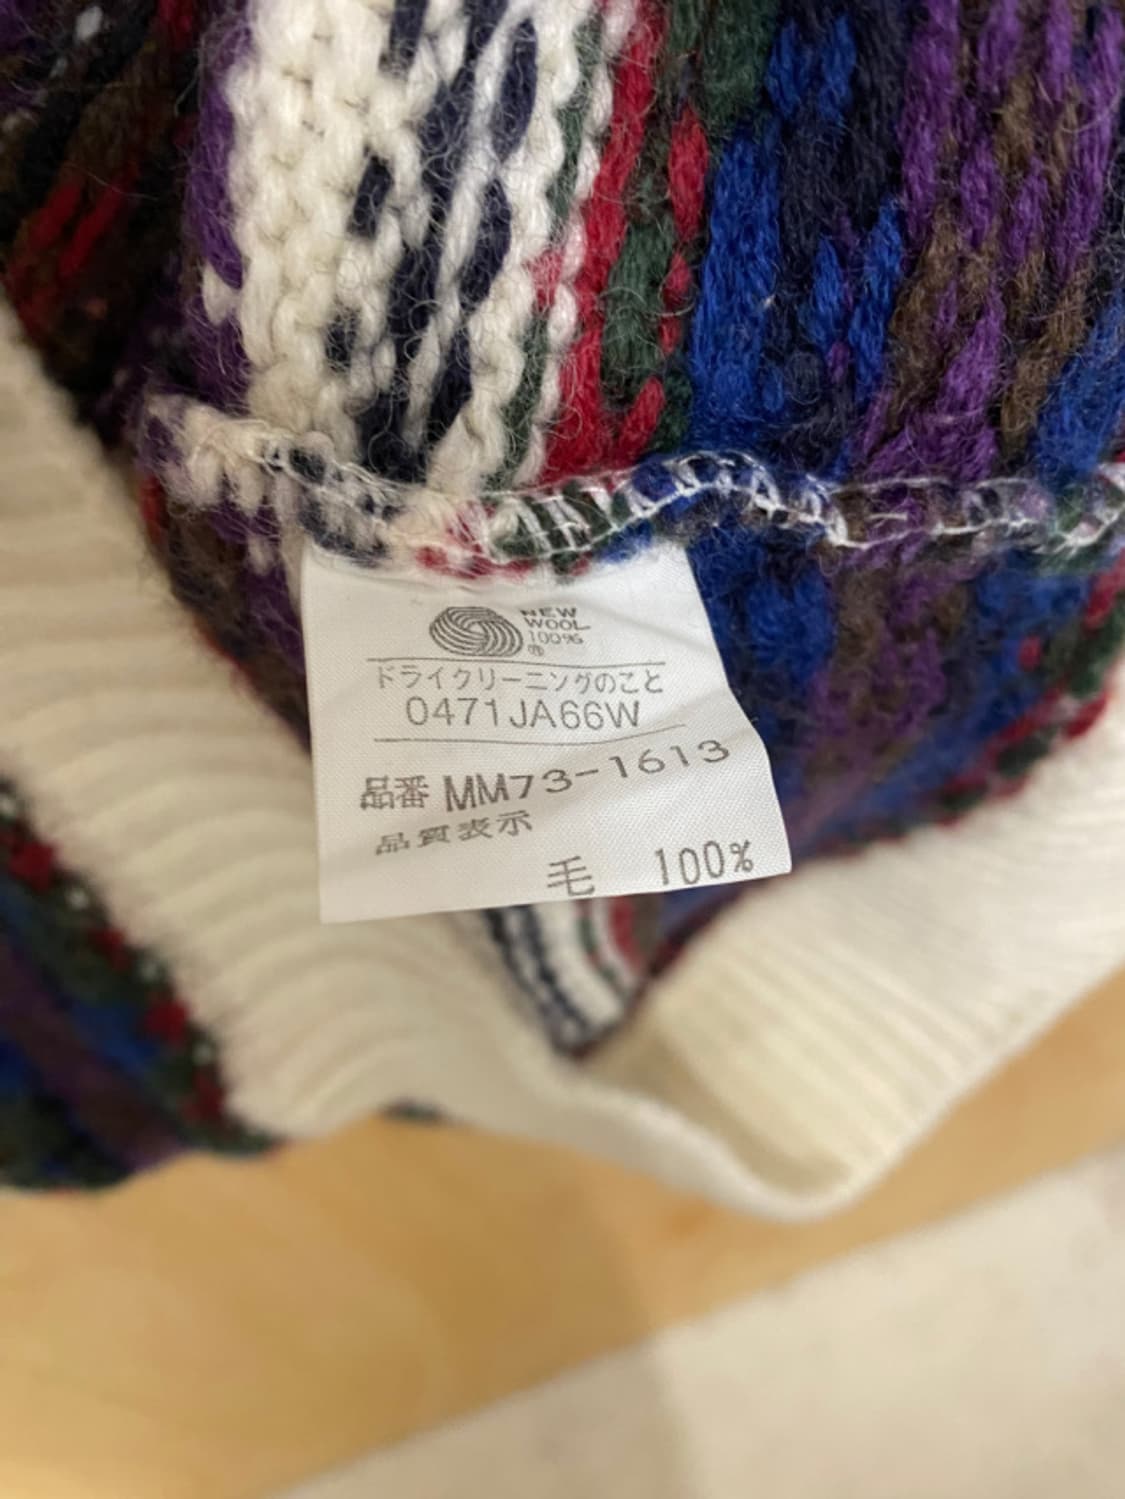 NEW
WOOL
100%
ドライクリーニングのこと
0471JA66W
品番 MM73-1613
品質表示
毛 100%